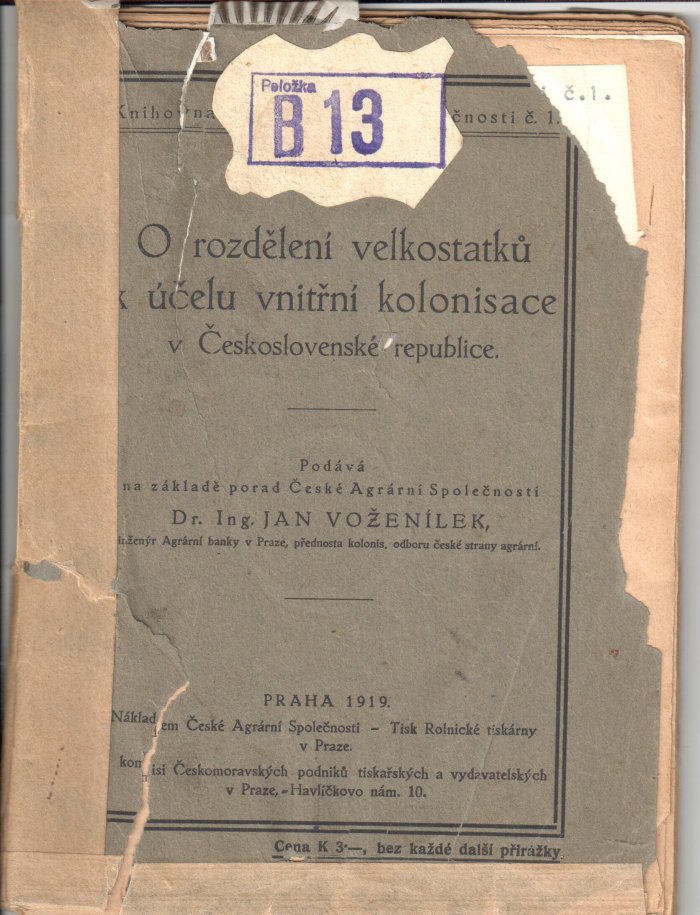 Položka
B 13
č.1.
Knihovna čnosti č. 1.
O rozdělení velkostatků
k účelu vnitřní kolonisace
v Československé republice.
Podává
na základě porad České Agrární Společnosti
Dr. Ing. JAN VOŽENÍLEK,
inženýr Agrární banky v Praze, přednosta kolonis. odboru české strany agrární.
PRAHA 1919.
Nákladem České Agrární Společnosti – Tisk Rolnické tiskárny
v Praze.
komisi Českomoravských podniků tiskařských a vydavatelských
v Praze, - Havlíčkovo nám. 10.
Cena K 3·—, bez každé další přirážky.